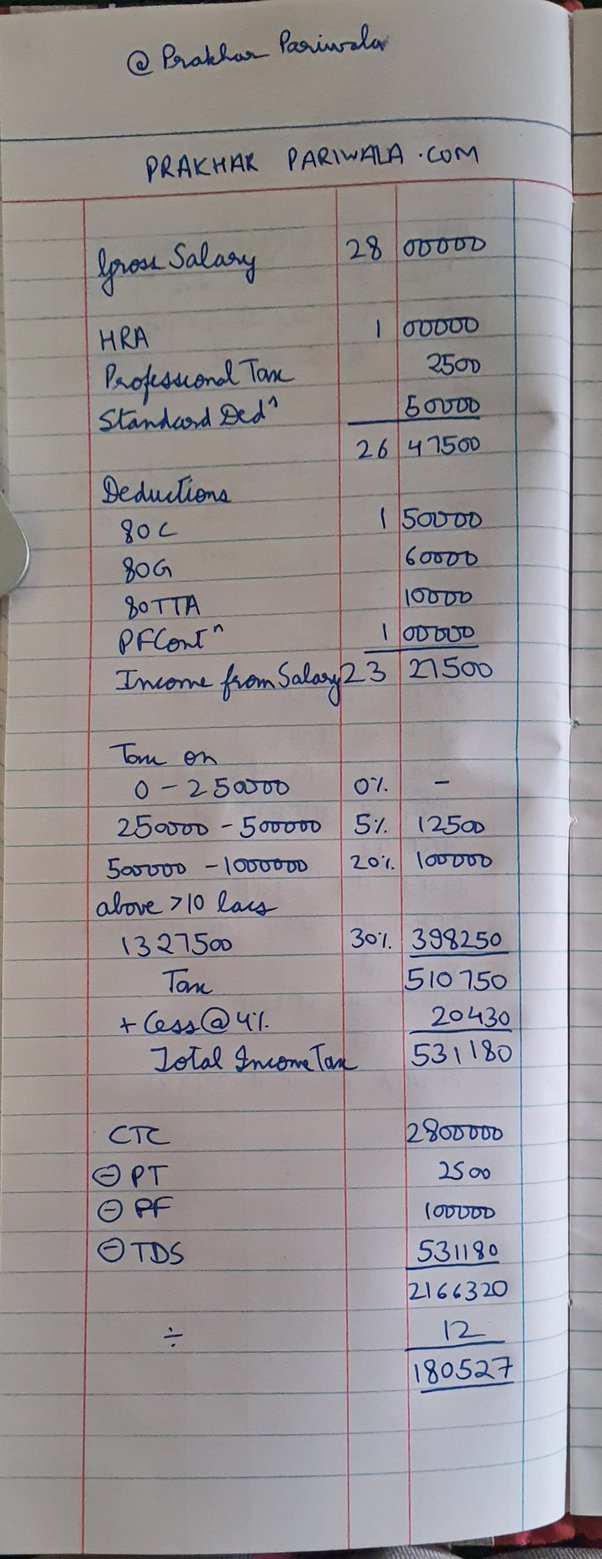 @ Prakhar Pariwala
PRAKHAR PARIWALA.COM
Gross Salary 28 00000
HRA 1 00000
Professional Tax 2500
Standard Ded^n 50000
26 47500
Deductions
80C 1 50000
80G 60000
80TTA 10000
PF Cont^n 1 00000
Income from Salary 23 27500
Tax on
0 - 250000 0% -
250000 - 500000 5% 12500
500000 - 1000000 20% 100000
above >10 lacs
1327500 30% 398250
Tax 510750
+ Cess @ 4% 20430
Total Income Tax 531180
CTC 2800000
⊖ PT 2500
⊖ PF 100000
⊖ TDS 531180
2166320
÷ 12
180527